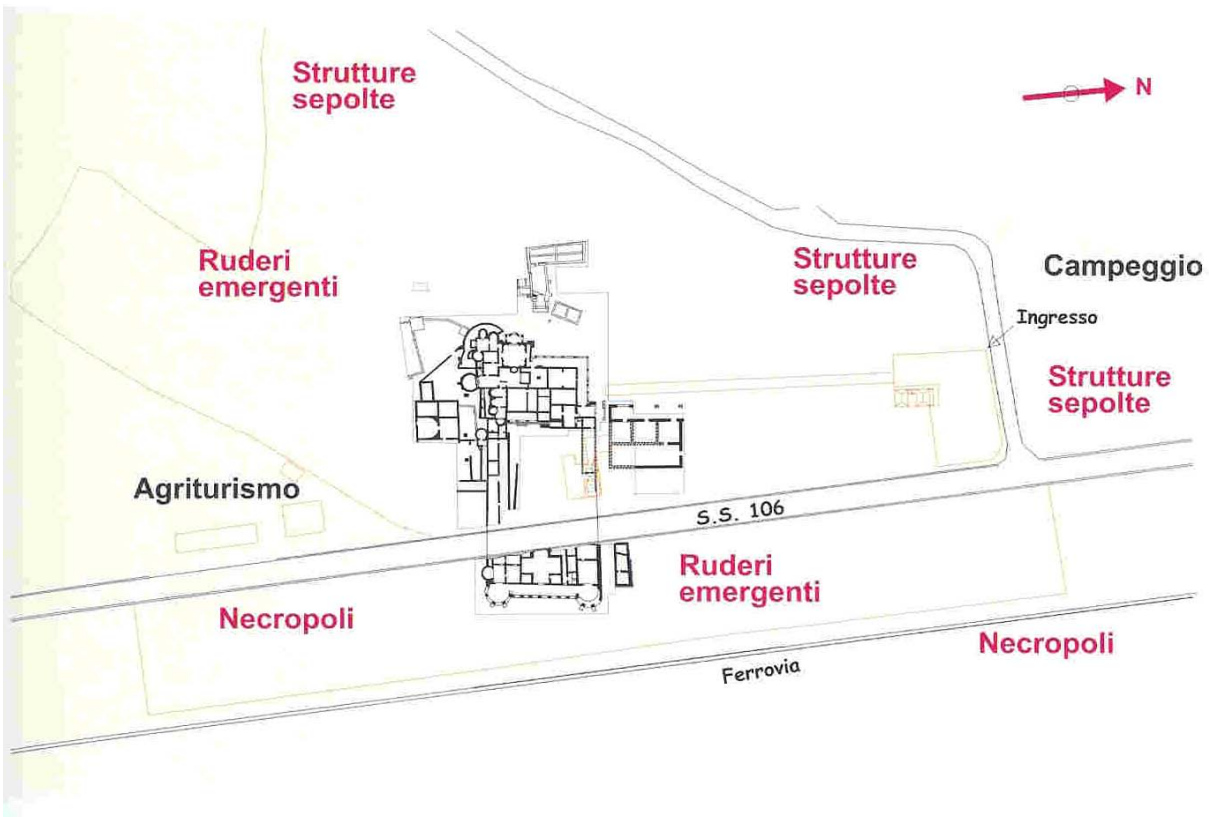 Strutture
sepolte
N
Ruderi
emergenti
Strutture
sepolte
Campeggio
Ingresso
Strutture
sepolte
Agriturismo
S.S. 106
Ruderi
emergenti
Necropoli
Necropoli
Ferrovia